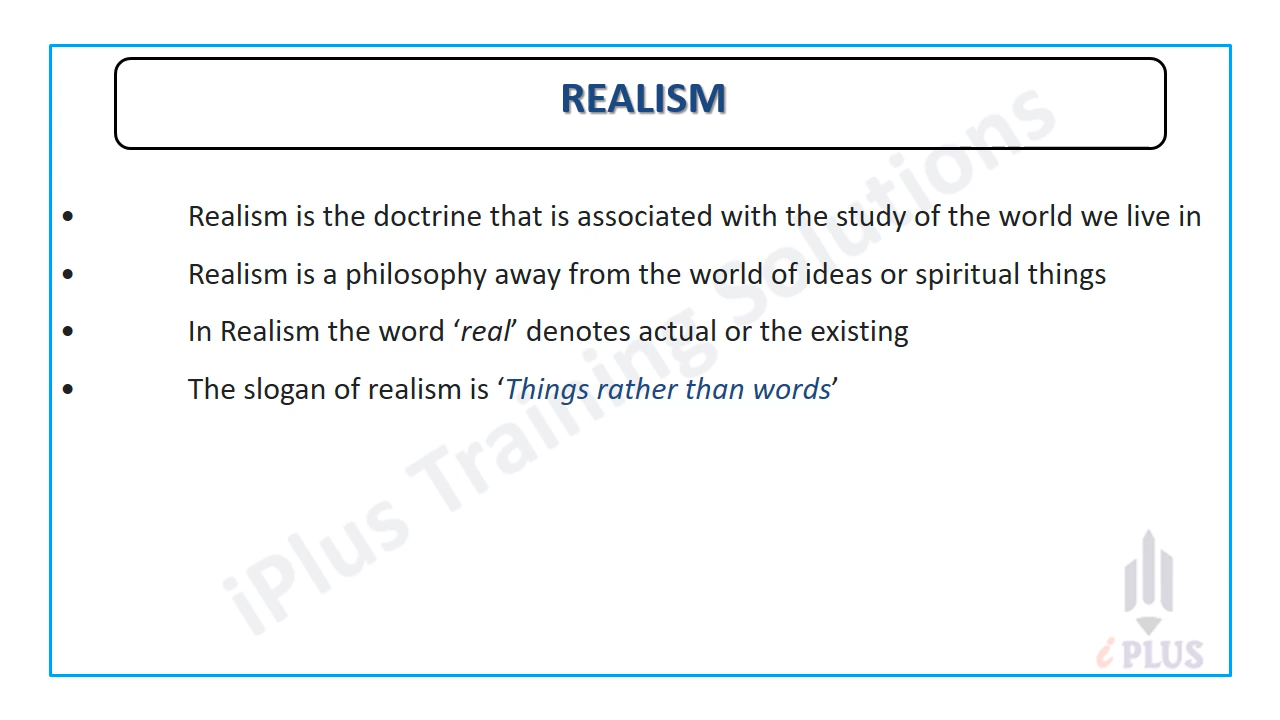 REALISM
• Realism is the doctrine that is associated with the study of the world we live in
• Realism is a philosophy away from the world of ideas or spiritual things
• In Realism the word ‘real’ denotes actual or the existing
• The slogan of realism is ‘Things rather than words’
iPlus Training Solutions
i PLUS